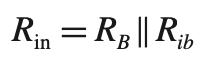 R_in = R_B || R_ib